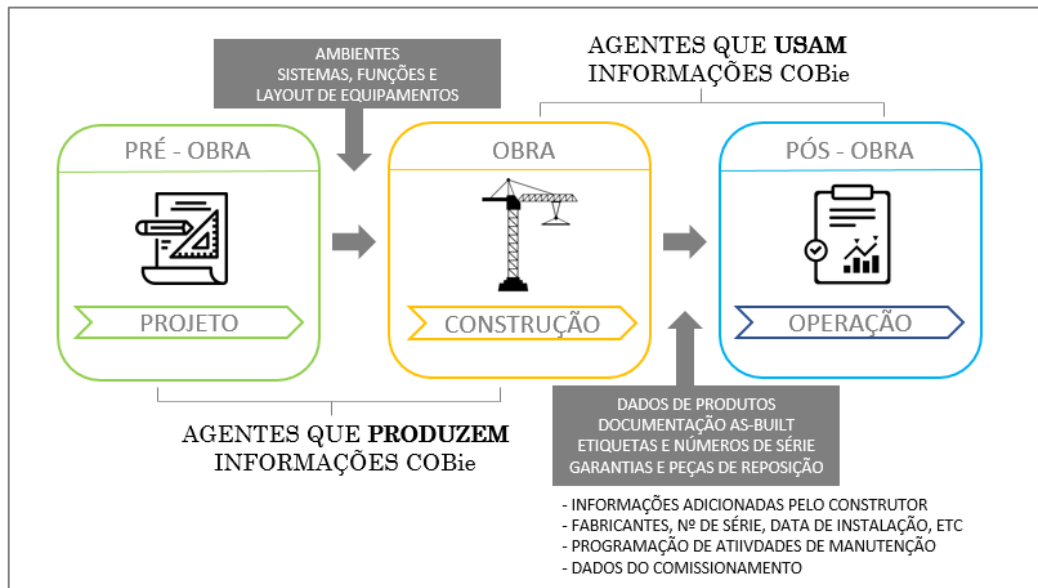 AMBIENTES
SISTEMAS, FUNÇÕES E
LAYOUT DE EQUIPAMENTOS
AGENTES QUE USAM
INFORMAÇÕES COBie
PRÉ - OBRA
OBRA
PÓS - OBRA
PROJETO
CONSTRUÇÃO
OPERAÇÃO
AGENTES QUE PRODUZEM
INFORMAÇÕES COBie
DADOS DE PRODUTOS
DOCUMENTAÇÃO AS-BUILT
ETIQUETAS E NÚMEROS DE SÉRIE
GARANTIAS E PEÇAS DE REPOSIÇÃO
- INFORMAÇÕES ADICIONADAS PELO CONSTRUTOR
- FABRICANTES, Nº DE SÉRIE, DATA DE INSTALAÇÃO, ETC
- PROGRAMAÇÃO DE ATIIVDADES DE MANUTENÇÃO
- DADOS DO COMISSIONAMENTO